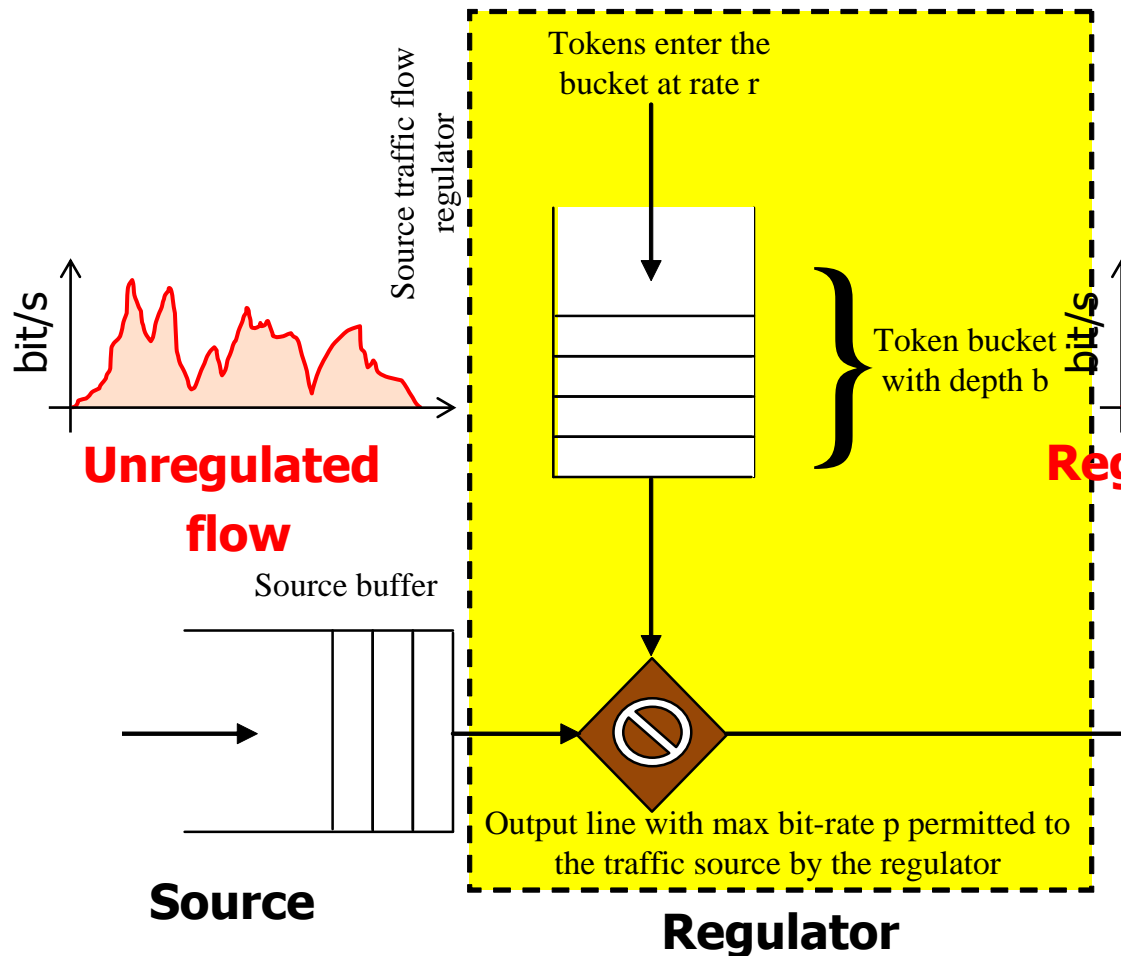 Tokens enter the
bucket at rate r
Source traffic flow
regulator
bit/s
Unregulated
flow
Token bucket
with depth b
bit/s
Reg
Source buffer
Output line with max bit-rate p permitted to
the traffic source by the regulator
Source
Regulator